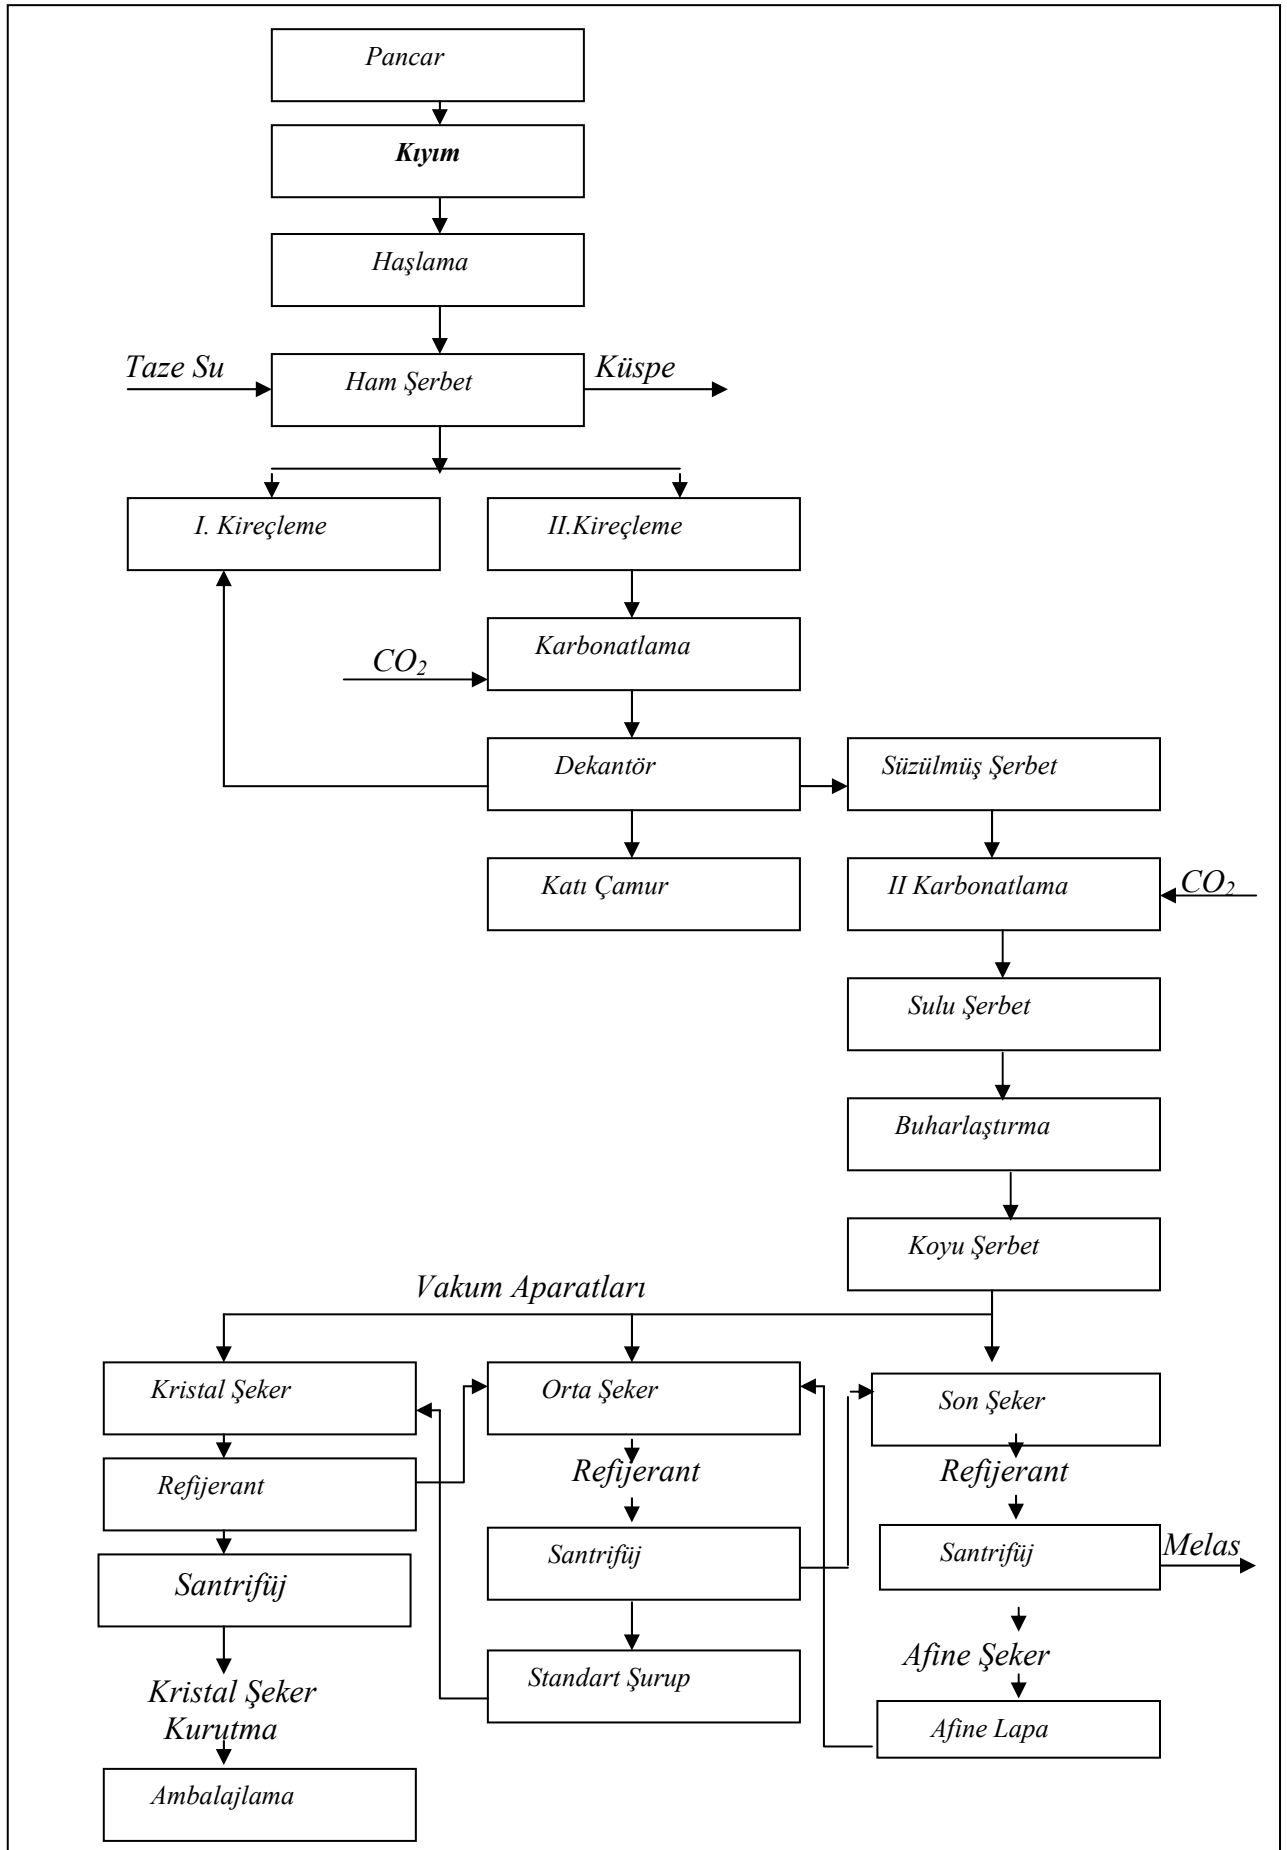 Pancar
Kıyım
Haşlama
Taze Su
Ham Şerbet
Küspe
I. Kireçleme
II.Kireçleme
Karbonatlama
CO₂
Dekantör
Süzülmüş Şerbet
Katı Çamur
II Karbonatlama
CO₂
Sulu Şerbet
Buharlaştırma
Koyu Şerbet
Vakum Aparatları
Kristal Şeker
Orta Şeker
Son Şeker
Refijerant
Refijerant
Refijerant
Santrifüj
Santrifüj
Santrifüj
Melas
Standart Şurup
Afine Şeker
Kristal Şeker
Kurutma
Afine Lapa
Ambalajlama